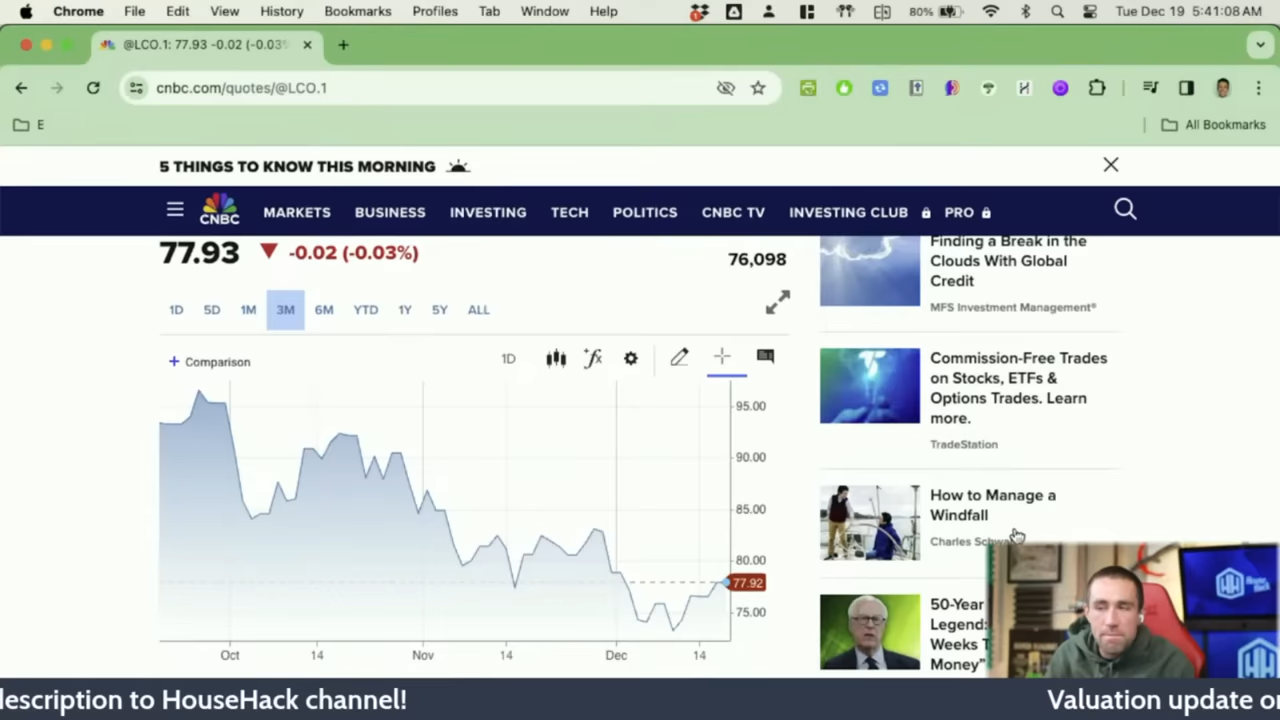 Chrome File Edit View History Bookmarks Profiles Tab Window Help 80% Tue Dec 19 5:41:08 AM
@LCO.1: 77.93 -0.02 (-0.03%
cnbc.com/quotes/@LCO.1
E
All Bookmarks
5 THINGS TO KNOW THIS MORNING
CNBC MARKETS BUSINESS INVESTING TECH POLITICS CNBC TV INVESTING CLUB PRO
77.93 -0.02 (-0.03%)
76,098
1D 5D 1M 3M 6M YTD 1Y 5Y ALL
+ Comparison
1D
95.00
90.00
85.00
80.00
77.92
75.00
Oct 14 Nov 14 Dec 14
Finding a Break in the
Clouds With Global
Credit
MFS Investment Management®
Commission-Free Trades
on Stocks, ETFs &
Options Trades. Learn
more.
TradeStation
How to Manage a
Windfall
Charles
50-Year
Legend:
Weeks
Money"
HH
HH
description to HouseHack channel!
Valuation update